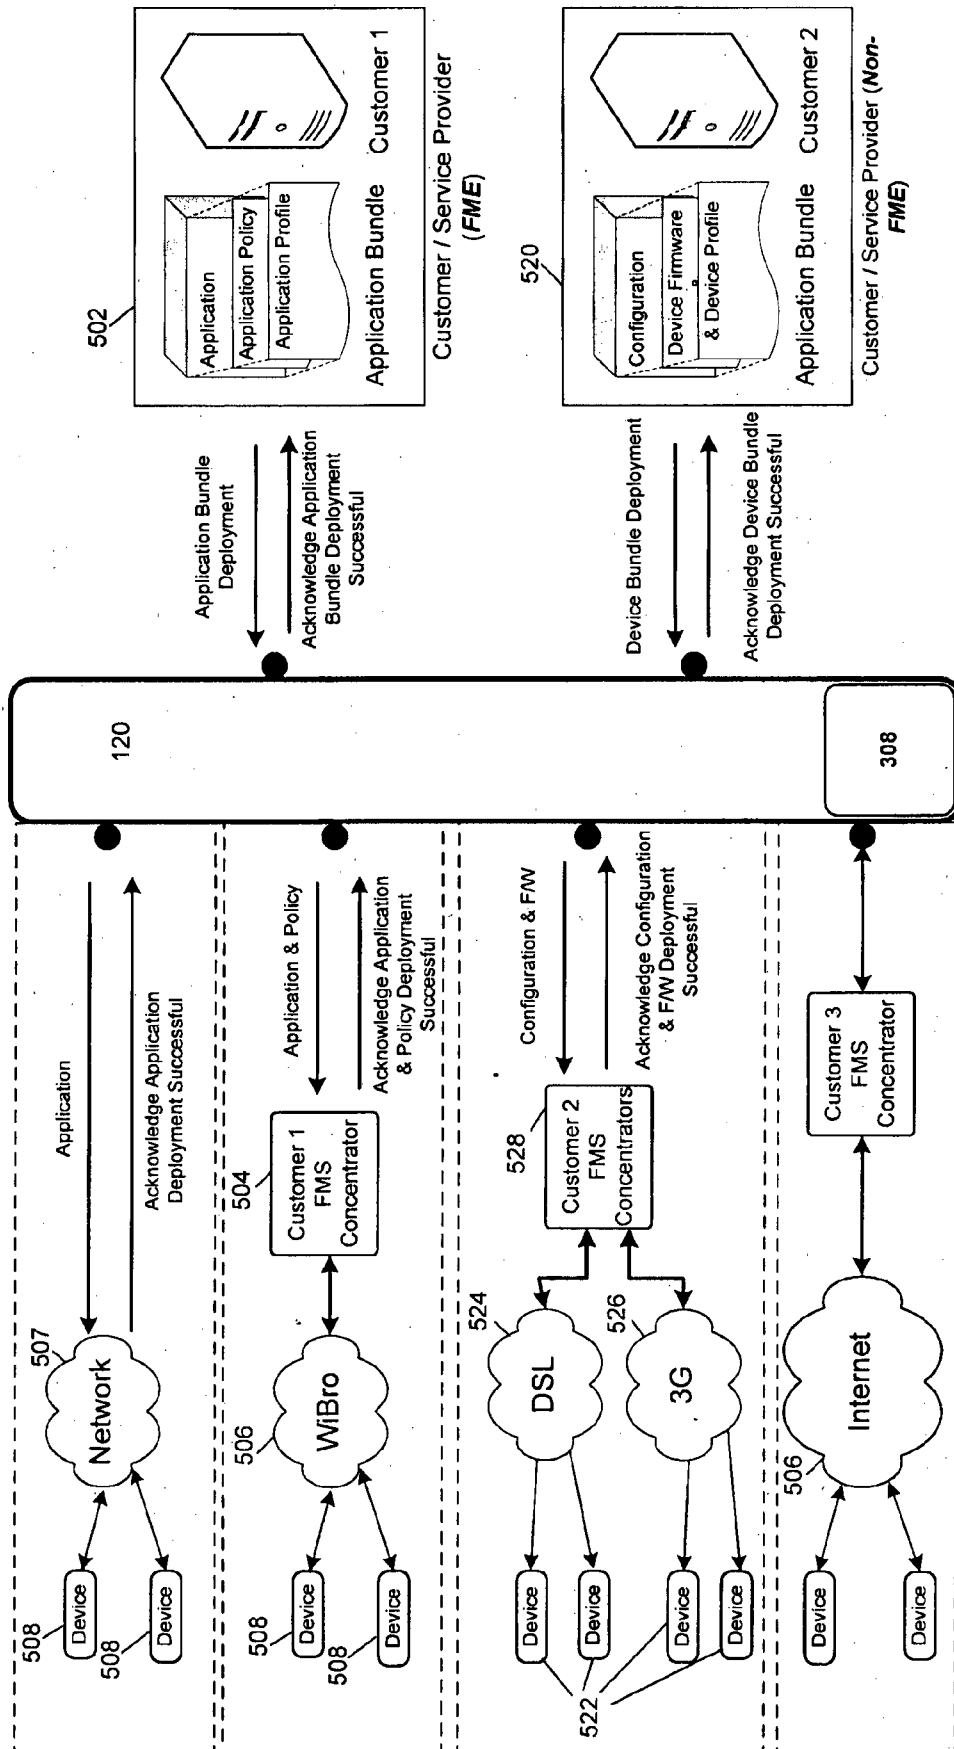 508
Device
508
Device
507
Network
Application
Acknowledge Application
Deployment Successful
508
Device
508
Device
506
WiBro
504
Customer 1
FMS
Concentrator
Application & Policy
Acknowledge Application
& Policy Deployment
Successful
Device
Device
Device
Device
522
524
DSL
526
3G
528
Customer 2
FMS
Concentrators
Configuration & F/W
Acknowledge Configuration
& F/W Deployment
Successful
Device
Device
506
Internet
Customer 3
FMS
Concentrator
120
308
Application Bundle
Deployment
Acknowledge Application
Bundle Deployment
Successful
Device Bundle Deployment
Acknowledge Device Bundle
Deployment Successful
502
Application
Application Policy
Application Profile
Application Bundle
Customer 1
Customer / Service Provider
(FME)
520
Configuration
Device Firmware
& Device Profile
Application Bundle
Customer 2
Customer / Service Provider (Non-
FME)